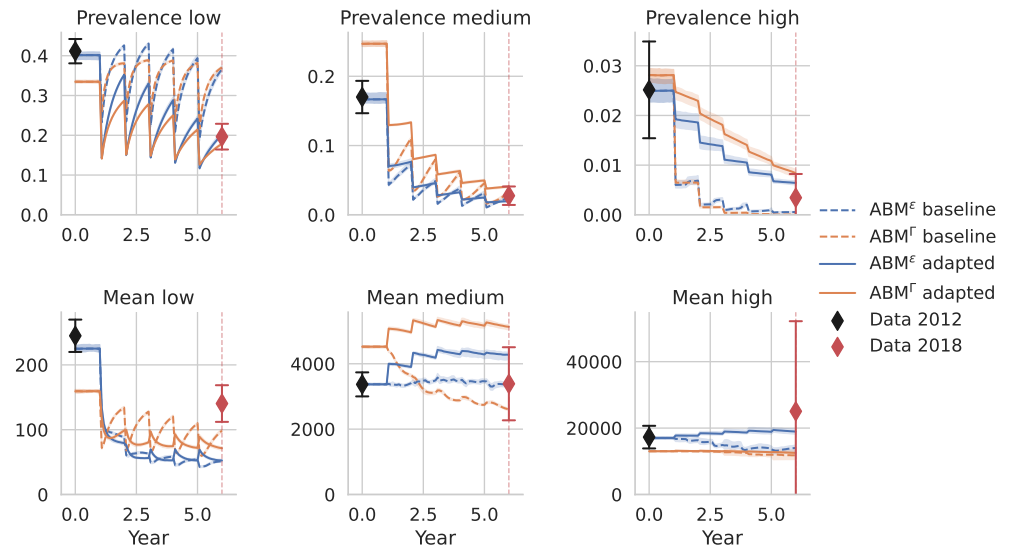 Prevalence low
Prevalence medium
Prevalence high
0.4
0.3
0.2
0.1
0.0
0.0 2.5 5.0
0.2
0.1
0.0
0.0 2.5 5.0
0.03
0.02
0.01
0.00
0.0 2.5 5.0
ABM^ε baseline
ABM^Γ baseline
ABM^ε adapted
ABM^Γ adapted
Data 2012
Data 2018
Mean low
Mean medium
Mean high
200
100
0
0.0 2.5 5.0
Year
4000
2000
0
0.0 2.5 5.0
Year
40000
20000
0
0.0 2.5 5.0
Year